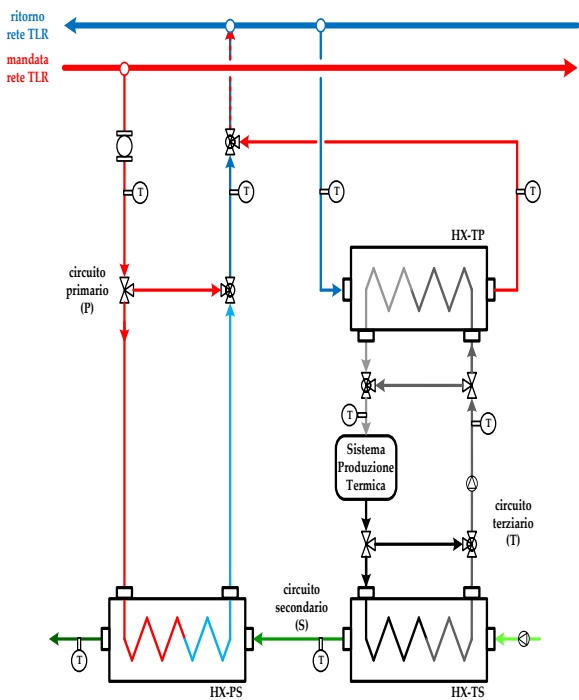 ritorno
rete TLR
mandata
rete TLR
T
T
T
T
HX-TP
circuito
primario
(P)
T
T
Sistema
Produzione
Termica
circuito
terziario
(T)
circuito
secondario
(S)
T
T
HX-PS
HX-TS